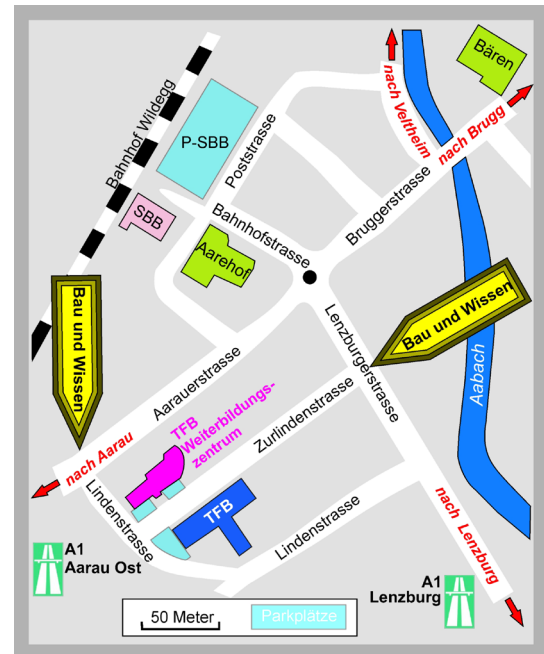 Bären
nach Veltheim
nach Brugg
Bahnhof Wildegg
P-SBB
Poststrasse
SBB
Bahnhofstrasse
Bruggerstrasse
Aarehof
Bau und Wissen
Bau und Wissen
Aabach
Lenzburgerstrasse
Aarauerstrasse
TFB
Weiterbildungs-
zentrum
Zurlindenstrasse
nach Aarau
Lindenstrasse
TFB
Lindenstrasse
nach Lenzburg
A1
Aarau Ost
A1
Lenzburg
50 Meter
Parkplätze